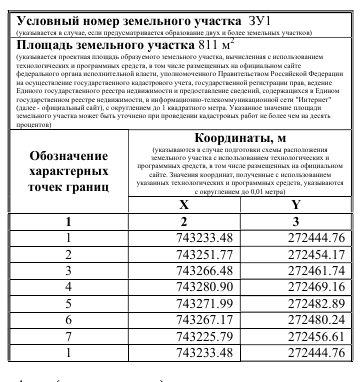 Условный номер земельного участка ЗУ1
(указывается в случае, если предусматривается образование двух и более земельных участков)
Площадь земельного участка 811 м²
(указывается проектная площадь образуемого земельного участка, вычисленная с использованием
технологических и программных средств, в том числе размещенных на официальном сайте
федерального органа исполнительной власти, уполномоченного Правительством Российской Федерации
на осуществление государственного кадастрового учета, государственной регистрации прав, ведение
Единого государственного реестра недвижимости и предоставление сведений, содержащихся в Едином
государственном реестре недвижимости, в информационно-телекоммуникационной сети "Интернет"
(далее - официальный сайт), с округлением до 1 квадратного метра. Указанное значение площади
земельного участка может быть уточнено при проведении кадастровых работ не более чем на десять
процентов)
Обозначение
характерных
точек границ
Координаты, м
(указываются в случае подготовки схемы расположения
земельного участка с использованием технологических и
программных средств, в том числе размещенных на официальном
сайте. Значения координат, полученные с использованием
указанных технологических и программных средств, указываются
с округлением до 0,01 метра)
X Y
1 2 3
1 743233.48 272444.76
2 743251.77 272454.17
3 743266.48 272461.74
4 743280.90 272469.16
5 743271.99 272482.89
6 743267.17 272480.24
7 743225.79 272456.61
1 743233.48 272444.76